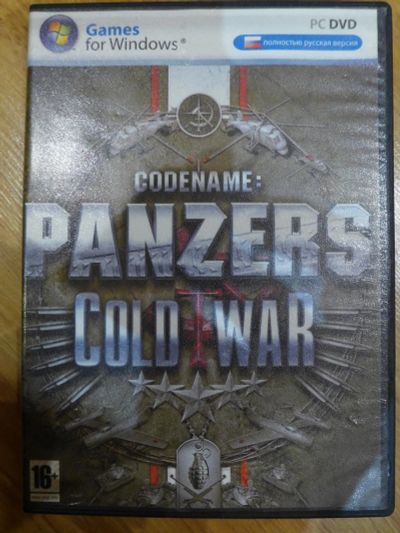 Games
for Windows®
PC DVD
полностью русская версия
CODENAME:
PANZERS
COLD WAR
16+